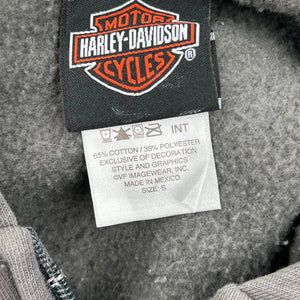 MOTOR
HARLEY-DAVIDSON
®
CYCLES
INT
65% COTTON / 35% POLYESTER
EXCLUSIVE OF DECORATION
STYLE AND GRAPHICS
©VF IMAGEWEAR, INC.
MADE IN MEXICO
SIZE: S